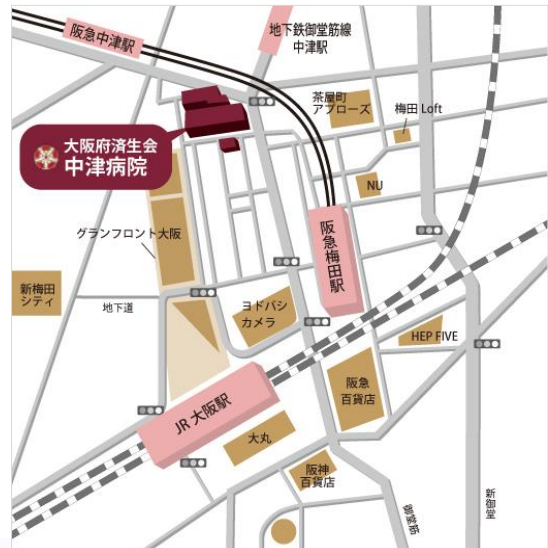 阪急中津駅
地下鉄御堂筋線
中津駅
茶屋町
アプローズ
梅田 Loft
大阪府済生会
中津病院
NU
グランフロント大阪
阪急梅田駅
新梅田
シティ
地下道
ヨドバシ
カメラ
HEP FIVE
阪急
百貨店
JR 大阪駅
大丸
阪神
百貨店
御堂筋
新御堂